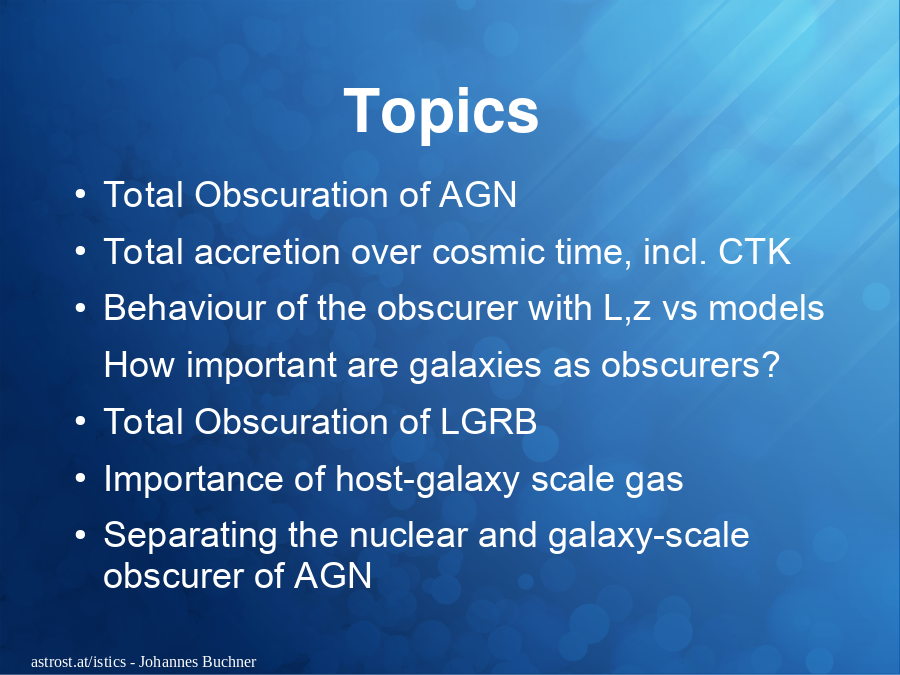 Topics
• Total Obscuration of AGN
• Total accretion over cosmic time, incl. CTK
• Behaviour of the obscurer with L,z vs models
How important are galaxies as obscurers?
• Total Obscuration of LGRB
• Importance of host-galaxy scale gas
• Separating the nuclear and galaxy-scale
obscurer of AGN
astrost.at/istics - Johannes Buchner